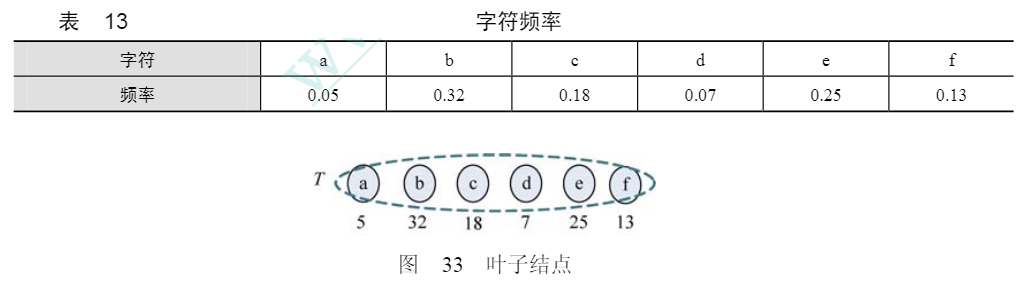 表 13 字符频率
字符 a b c d e f
频率 0.05 0.32 0.18 0.07 0.25 0.13
T a b c d e f
5 32 18 7 25 13
图 33 叶子结点